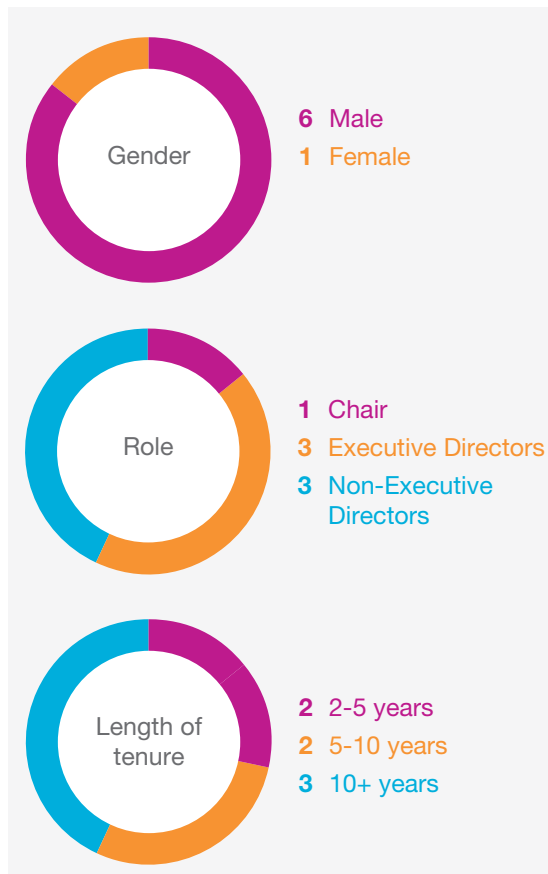 Gender
6 Male
1 Female
Role
1 Chair
3 Executive Directors
3 Non-Executive
Directors
Length of
tenure
2 2-5 years
2 5-10 years
3 10+ years